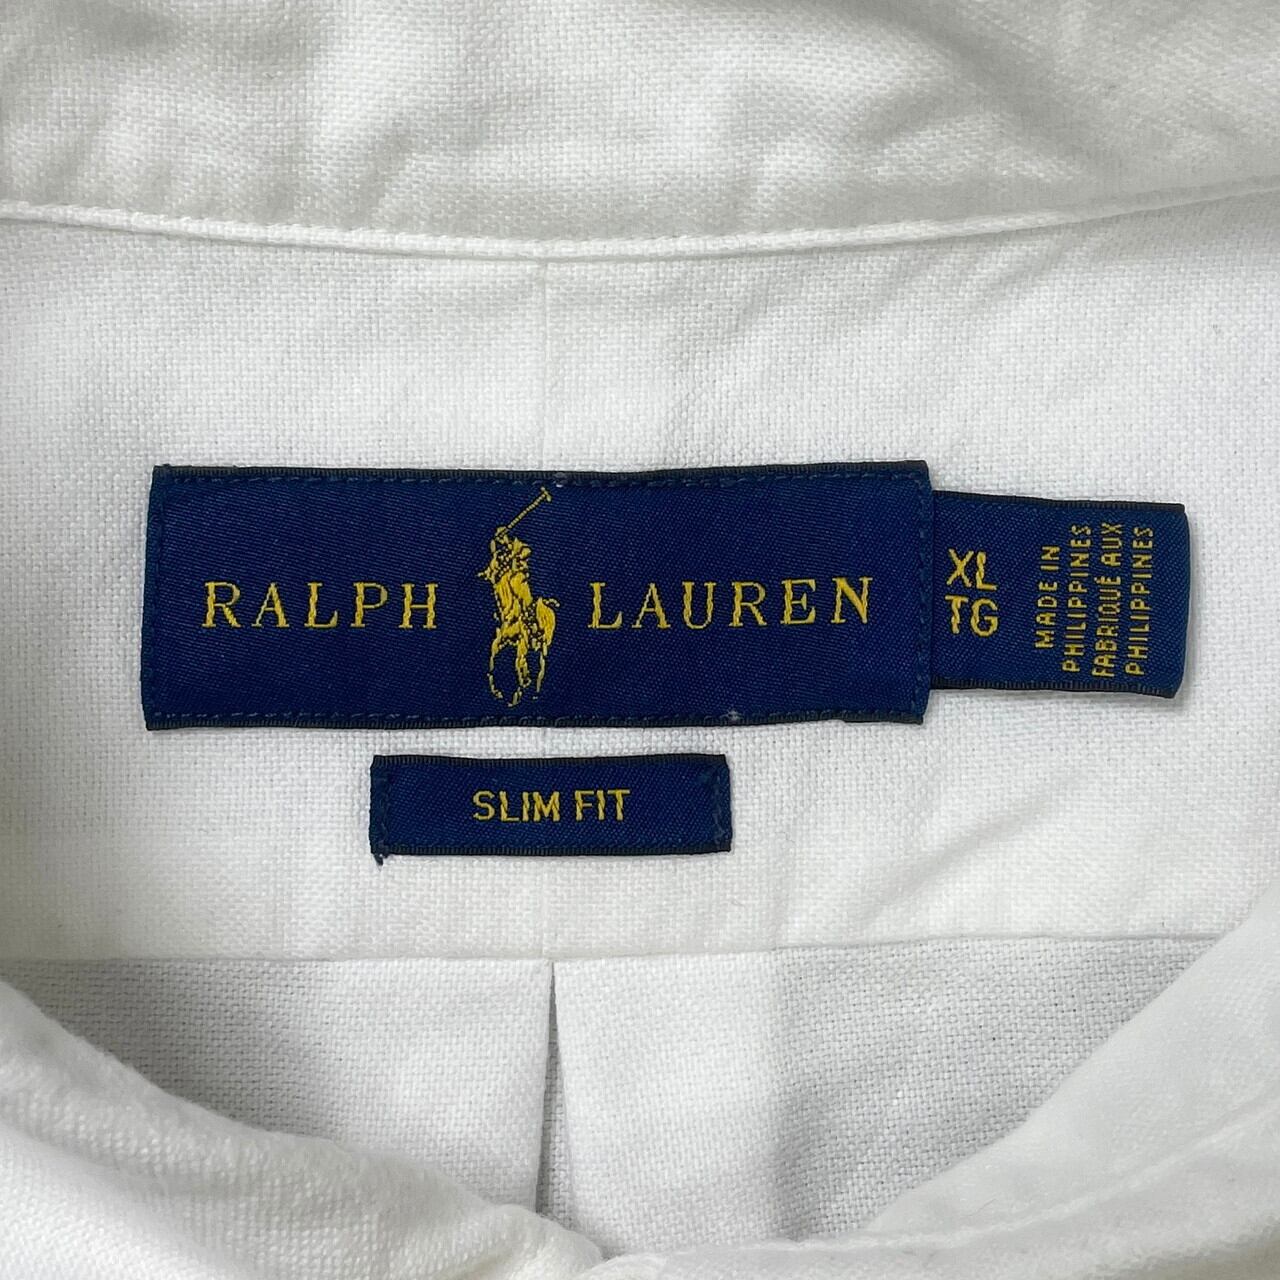 RALPH LAUREN
XL
TG
MADE IN
PHILIPPINES
FABRIQUÉ AUX
PHILIPPINES
SLIM FIT